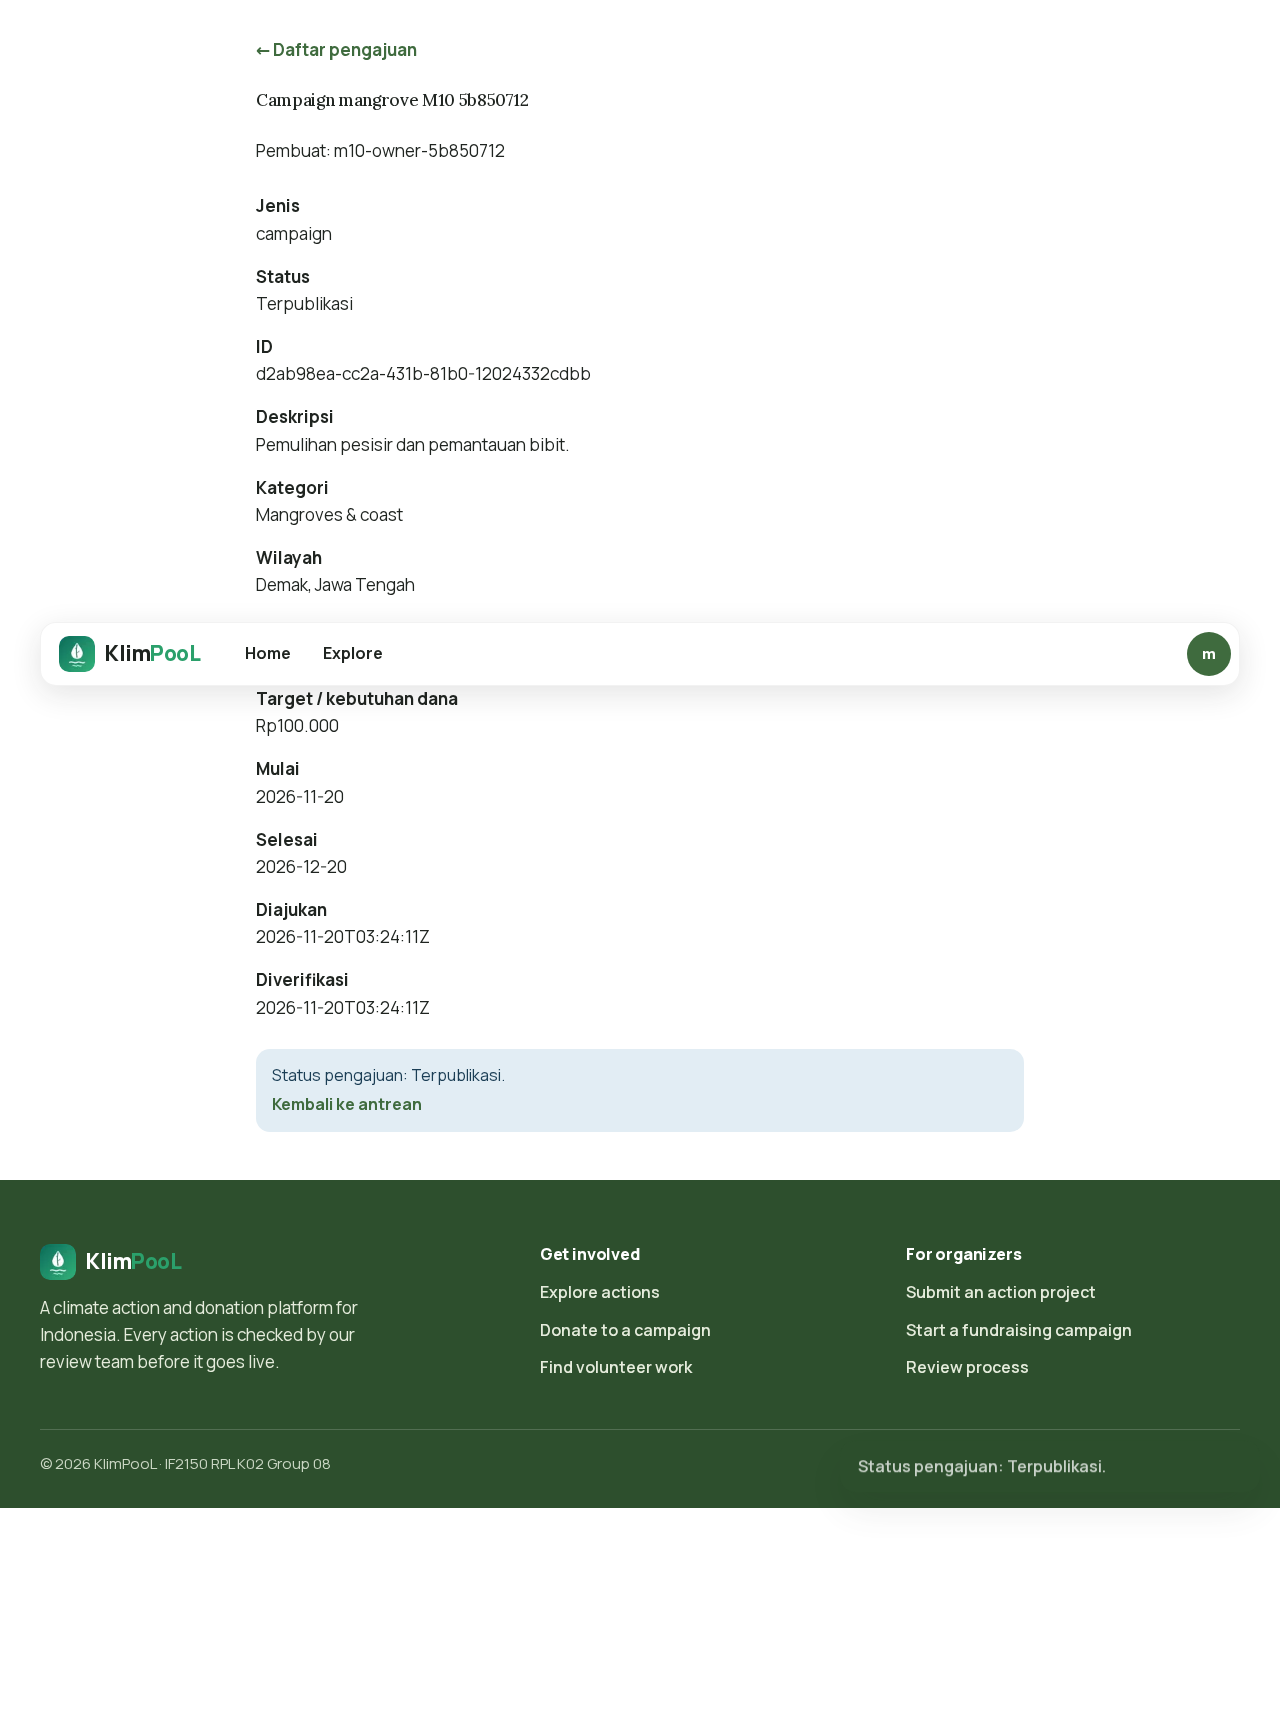 ← Daftar pengajuan
Campaign mangrove M10 5b850712
Pembuat: m10-owner-5b850712
Jenis
campaign
Status
Terpublikasi
ID
d2ab98ea-cc2a-431b-81b0-12024332cdbb
Deskripsi
Pemulihan pesisir dan pemantauan bibit.
Kategori
Mangroves & coast
Wilayah
Demak, Jawa Tengah
KlimPooL Home Explore m
Target / kebutuhan dana
Rp100.000
Mulai
2026-11-20
Selesai
2026-12-20
Diajukan
2026-11-20T03:24:11Z
Diverifikasi
2026-11-20T03:24:11Z
Status pengajuan: Terpublikasi.
Kembali ke antrean
KlimPooL
A climate action and donation platform for
Indonesia. Every action is checked by our
review team before it goes live.
Get involved
Explore actions
Donate to a campaign
Find volunteer work
For organizers
Submit an action project
Start a fundraising campaign
Review process
© 2026 KlimPooL · IF2150 RPL K02 Group 08
Status pengajuan: Terpublikasi.